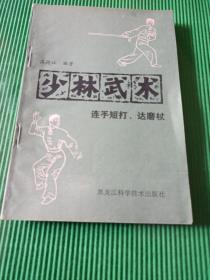 编著
少林武术
连手短打、达磨杖
黑龙江科学技术出版社